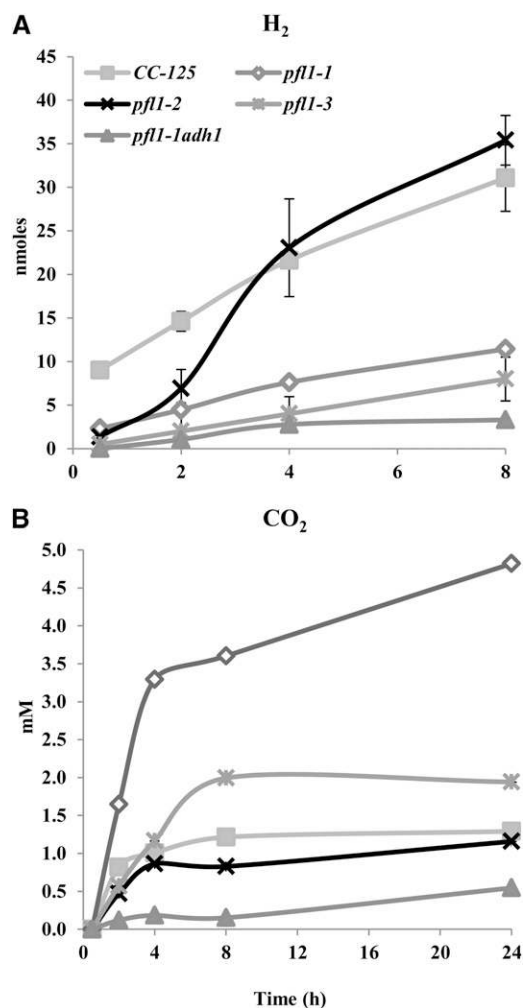 A
H2
CC-125
pfl1-1
pfl1-2
pfl1-3
pfl1-1adh1
nmoles
45
40
35
30
25
20
15
10
5
0
0 2 4 6 8
B
CO2
mM
5.0
4.5
4.0
3.5
3.0
2.5
2.0
1.5
1.0
0.5
0.0
0 4 8 12 16 20 24
Time (h)